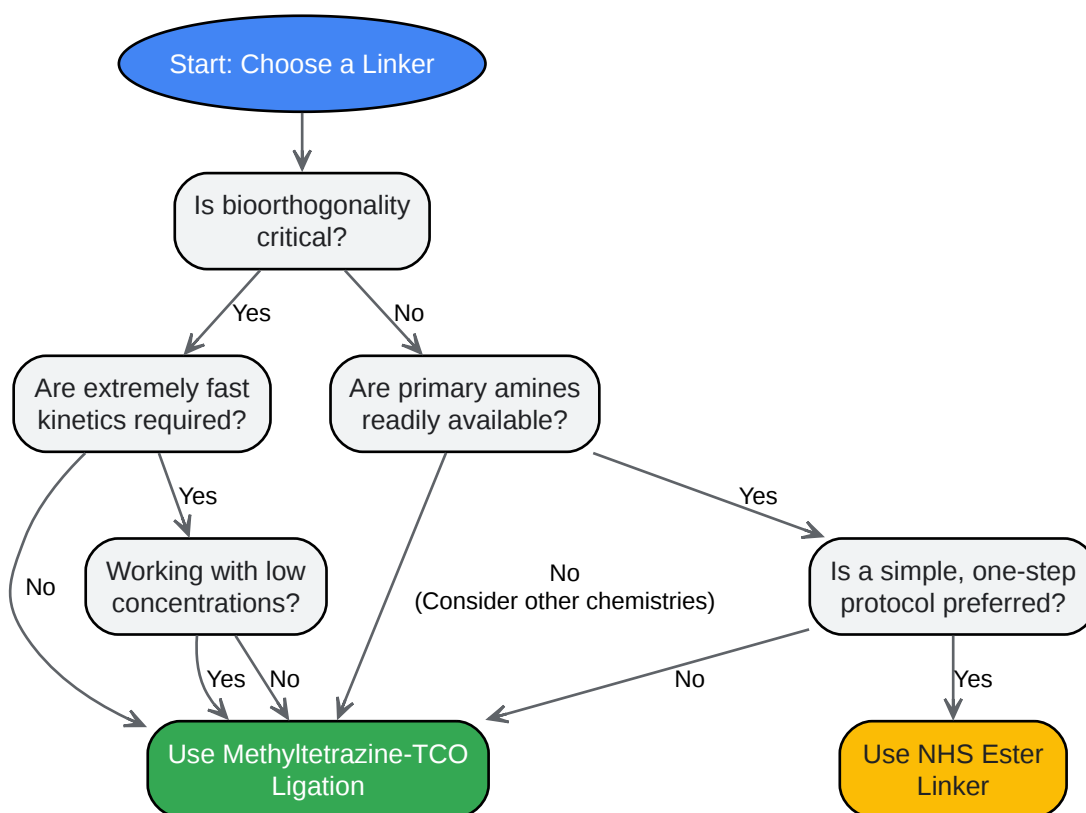 Start: Choose a Linker
Is bioorthogonality
critical?
Yes
No
Are extremely fast
kinetics required?
Are primary amines
readily available?
Yes
Yes
No
Working with low
concentrations?
No
(Consider other chemistries)
Is a simple, one-step
protocol preferred?
Yes
No
No
Yes
Use Methyltetrazine-TCO
Ligation
Use NHS Ester
Linker